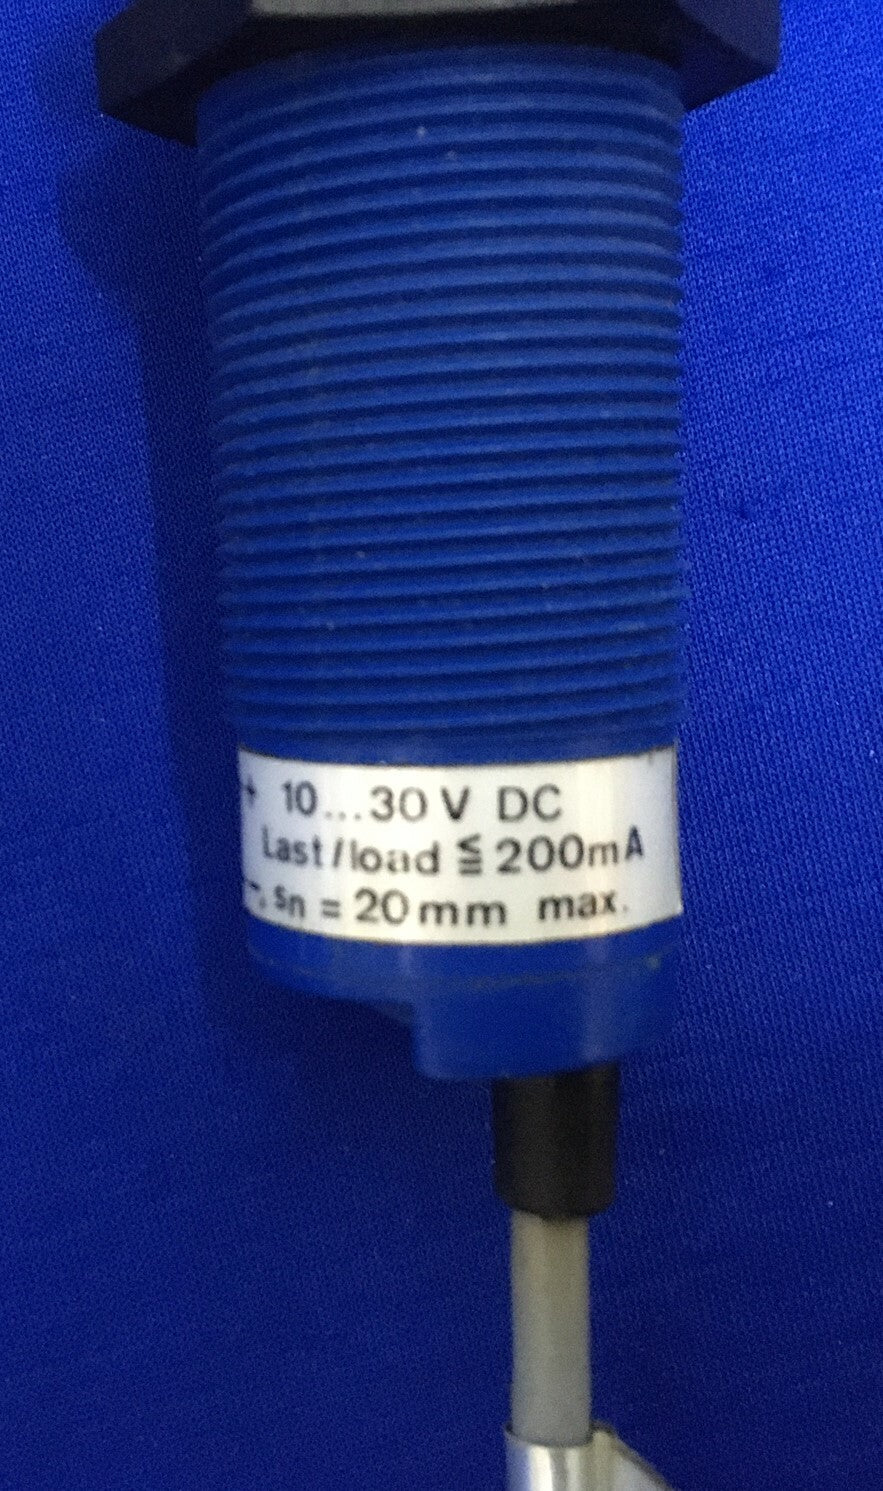 + 10...30 V DC
Last/load ≦ 200mA
sn = 20mm max.